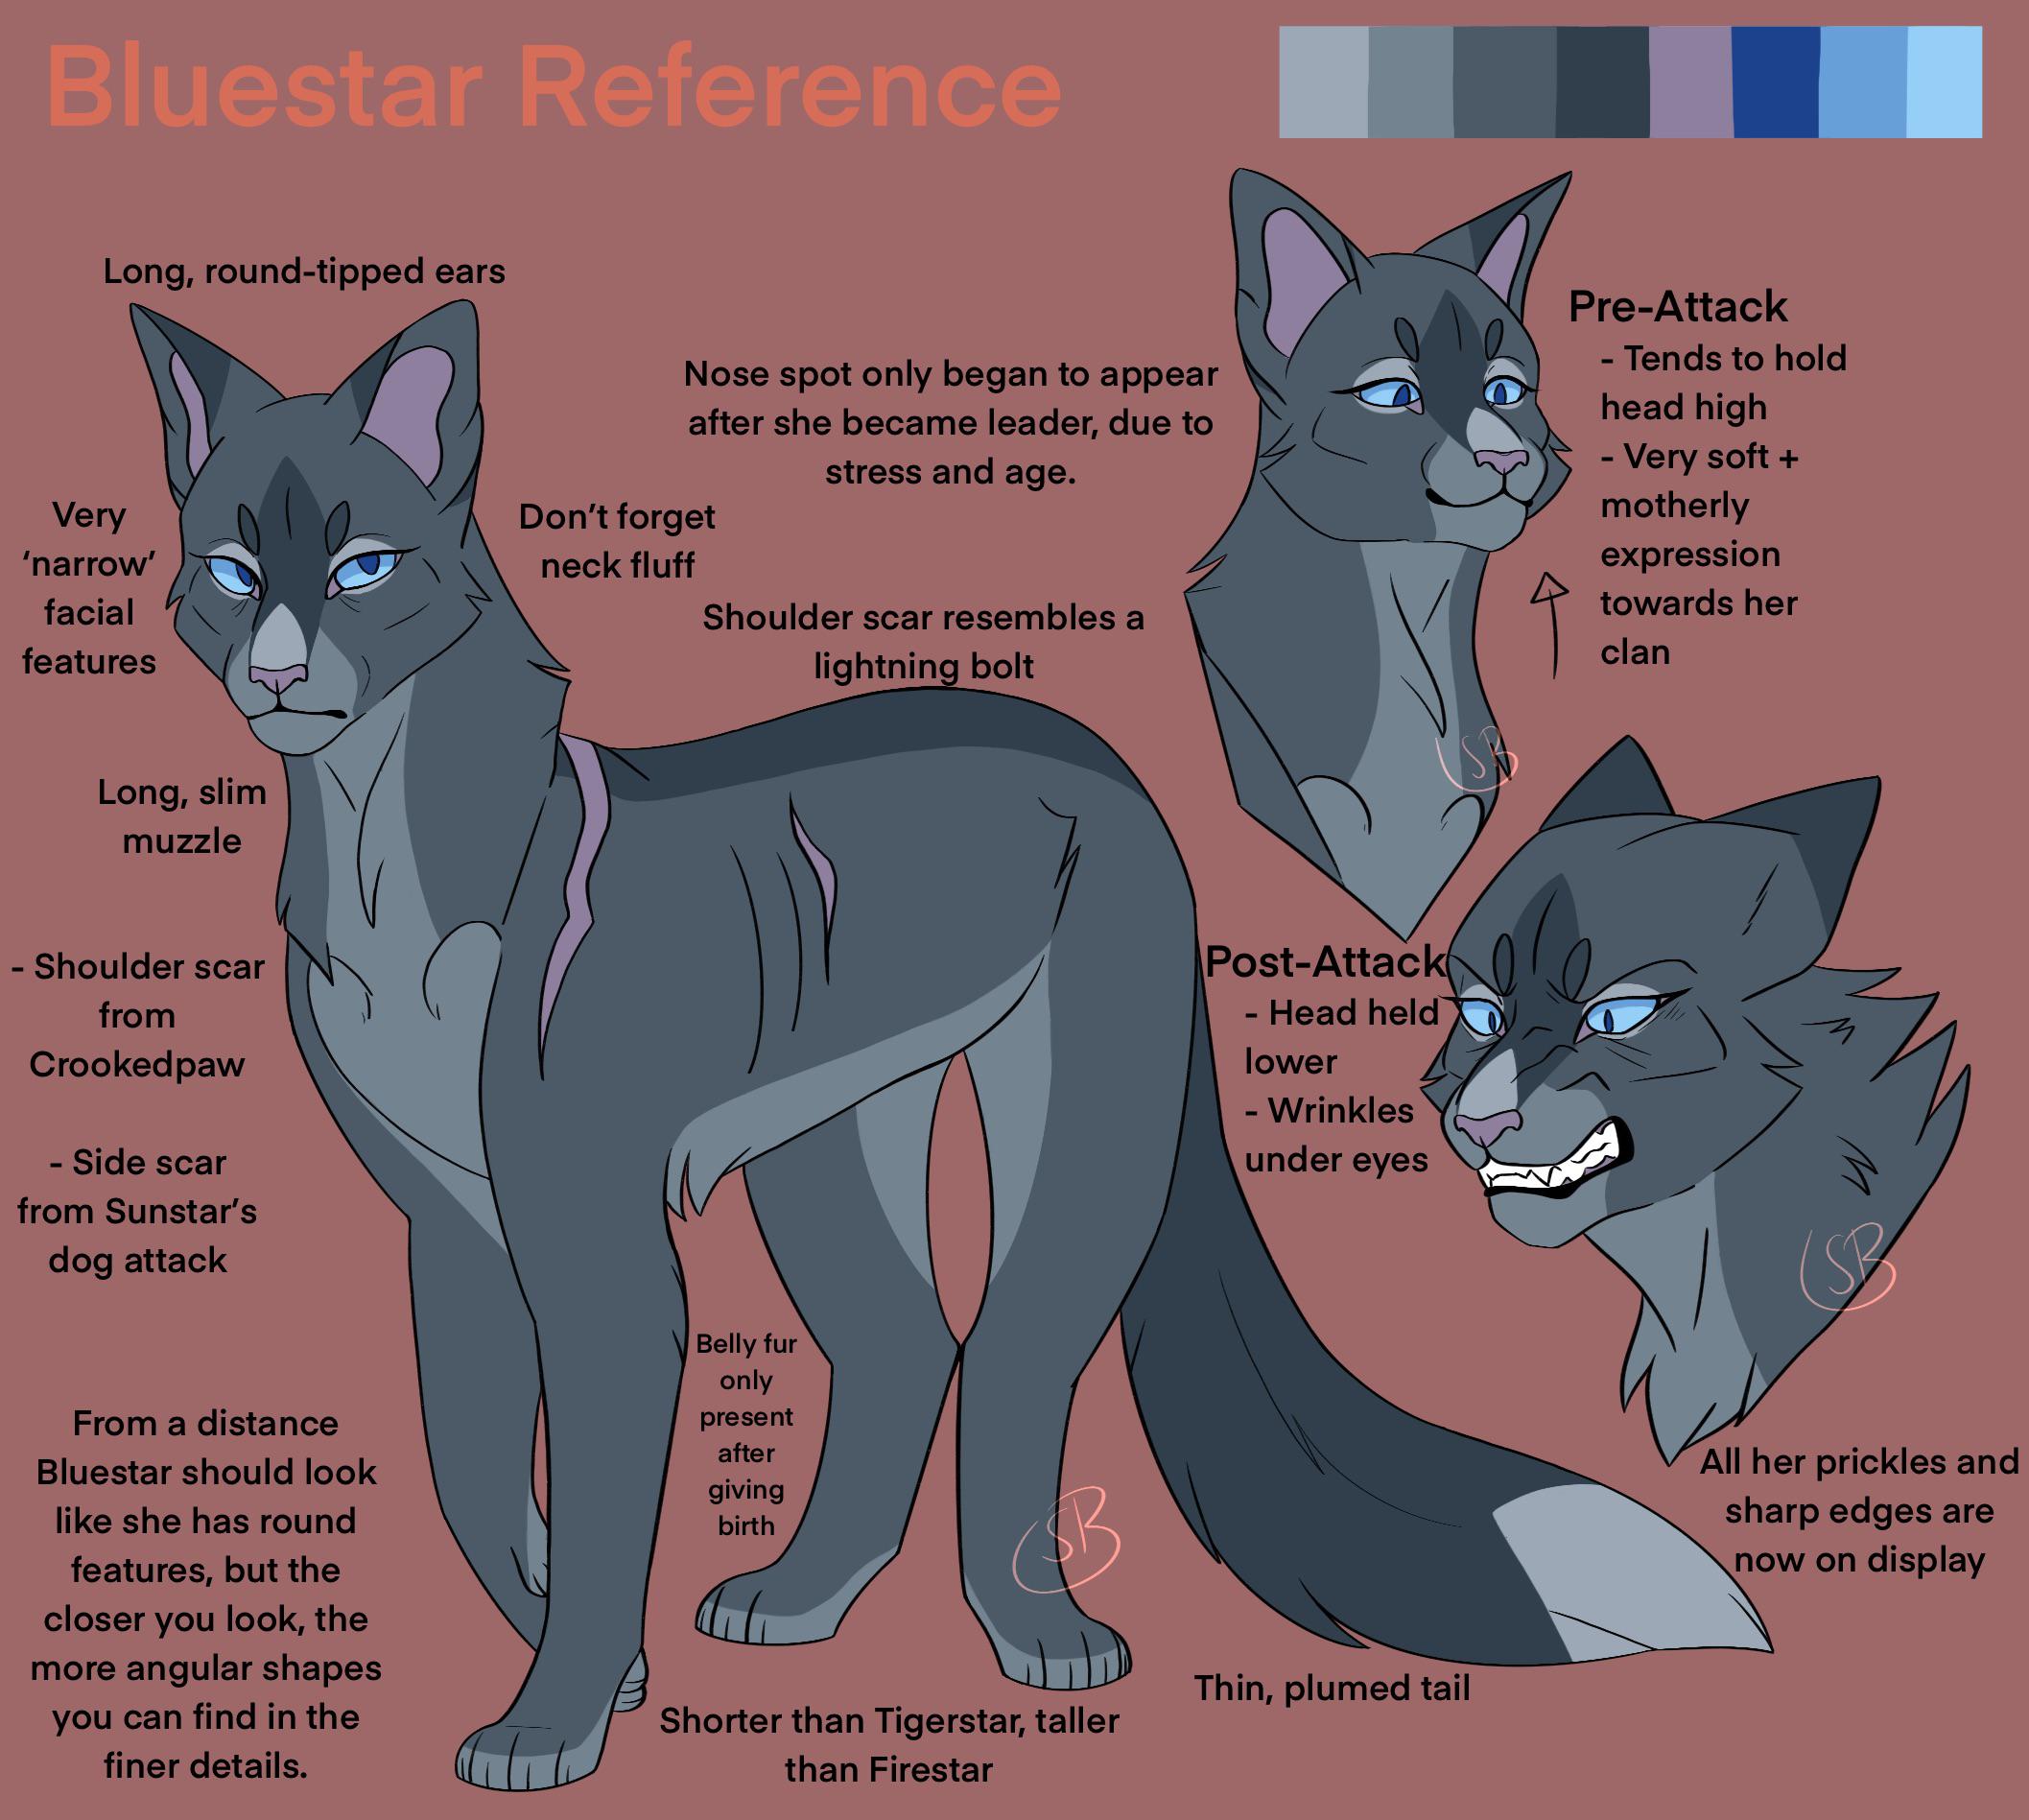 Bluestar Reference
Long, round-tipped ears
Very
‘narrow’
facial
features
Don’t forget
neck fluff
Nose spot only began to appear
after she became leader, due to
stress and age.
Shoulder scar resembles a
lightning bolt
Pre-Attack
- Tends to hold
head high
- Very soft +
motherly
expression
towards her
clan
Long, slim
muzzle
- Shoulder scar
from
Crookedpaw
- Side scar
from Sunstar’s
dog attack
Post-Attack
- Head held
lower
- Wrinkles
under eyes
Belly fur
only
present
after
giving
birth
From a distance
Bluestar should look
like she has round
features, but the
closer you look, the
more angular shapes
you can find in the
finer details.
All her prickles and
sharp edges are
now on display
Thin, plumed tail
Shorter than Tigerstar, taller
than Firestar
SB
SB
SB